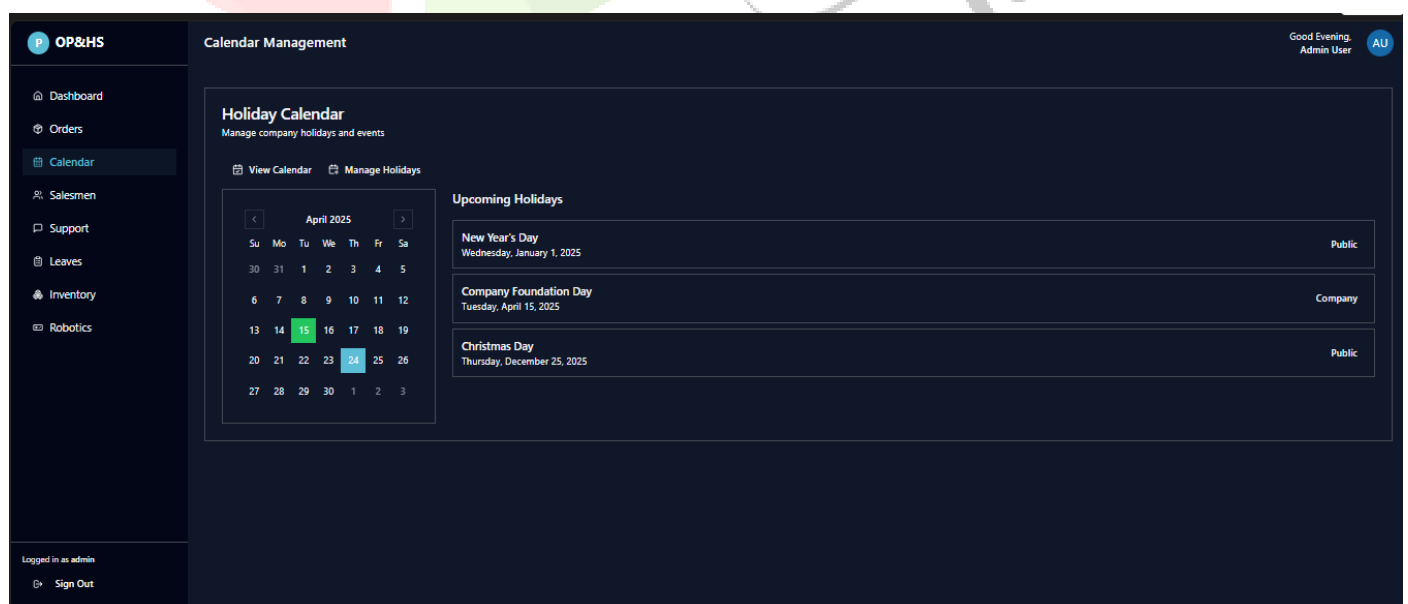 P OP&HS
Calendar Management
Good Evening,
Admin User
AU
Dashboard
Orders
Calendar
Salesmen
Support
Leaves
Inventory
Robotics
Logged in as admin
Sign Out
Holiday Calendar
Manage company holidays and events
View Calendar Manage Holidays
April 2025
Su Mo Tu We Th Fr Sa
30 31 1 2 3 4 5
6 7 8 9 10 11 12
13 14 15 16 17 18 19
20 21 22 23 24 25 26
27 28 29 30 1 2 3
Upcoming Holidays
New Year's Day
Wednesday, January 1, 2025
Public
Company Foundation Day
Tuesday, April 15, 2025
Company
Christmas Day
Thursday, December 25, 2025
Public